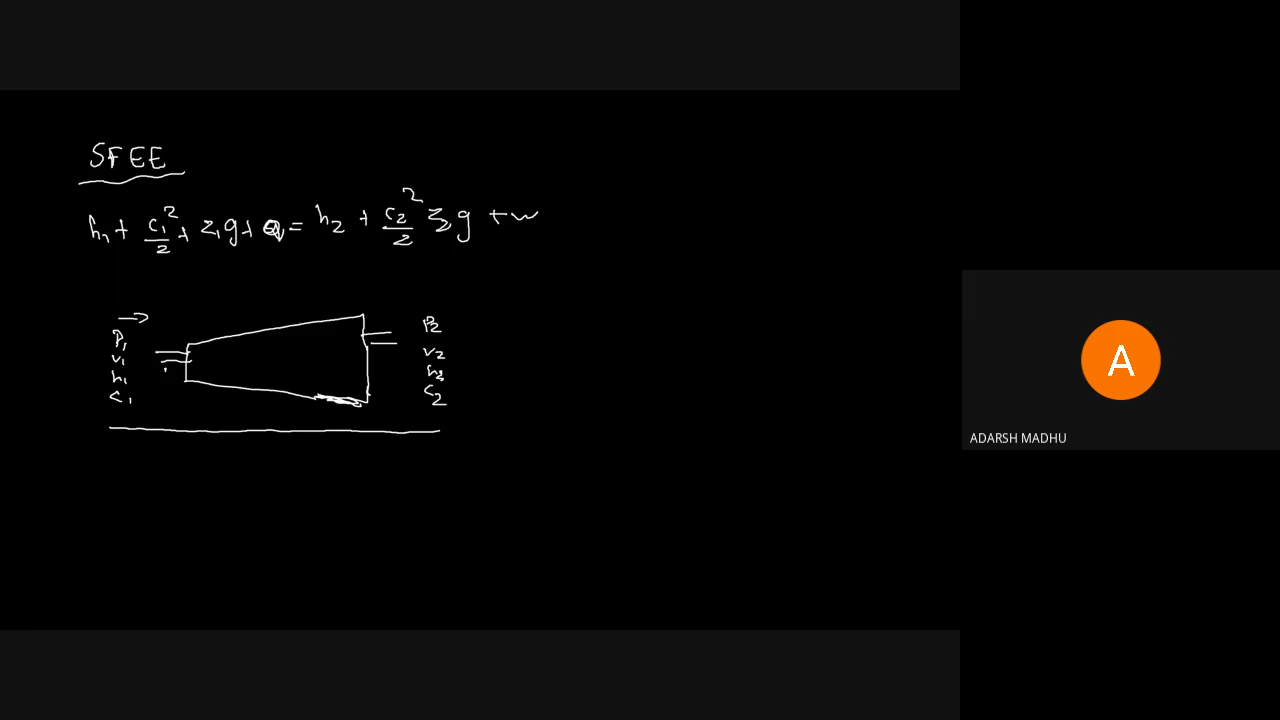 SFEE
h₁ + c₁²/2 + z₁g + q = h₂ + c₂²/2 z₂g + w
P₁
v₁
h₁
c₁
P₂
v₂
h₂
c₂
A
ADARSH MADHU